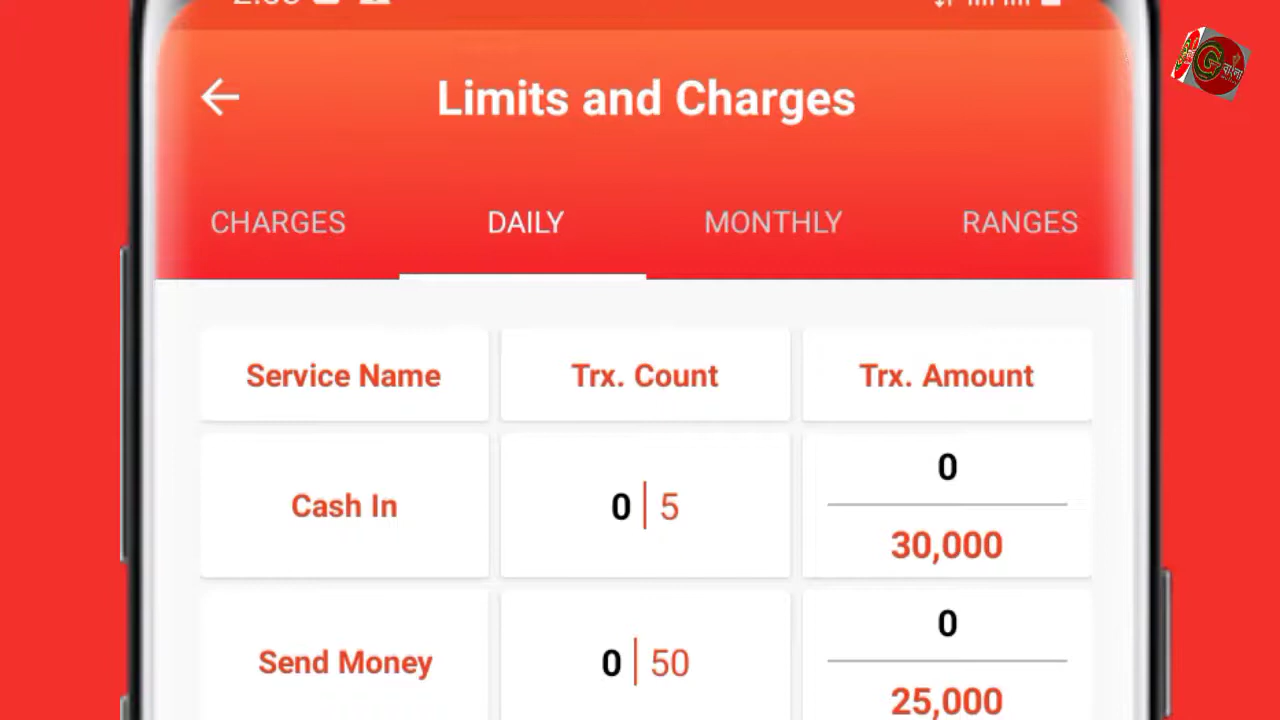 Limits and Charges
CHARGES DAILY MONTHLY RANGES
Service Name Trx. Count Trx. Amount
Cash In 0 | 5 0
30,000
Send Money 0 | 50 0
25,000